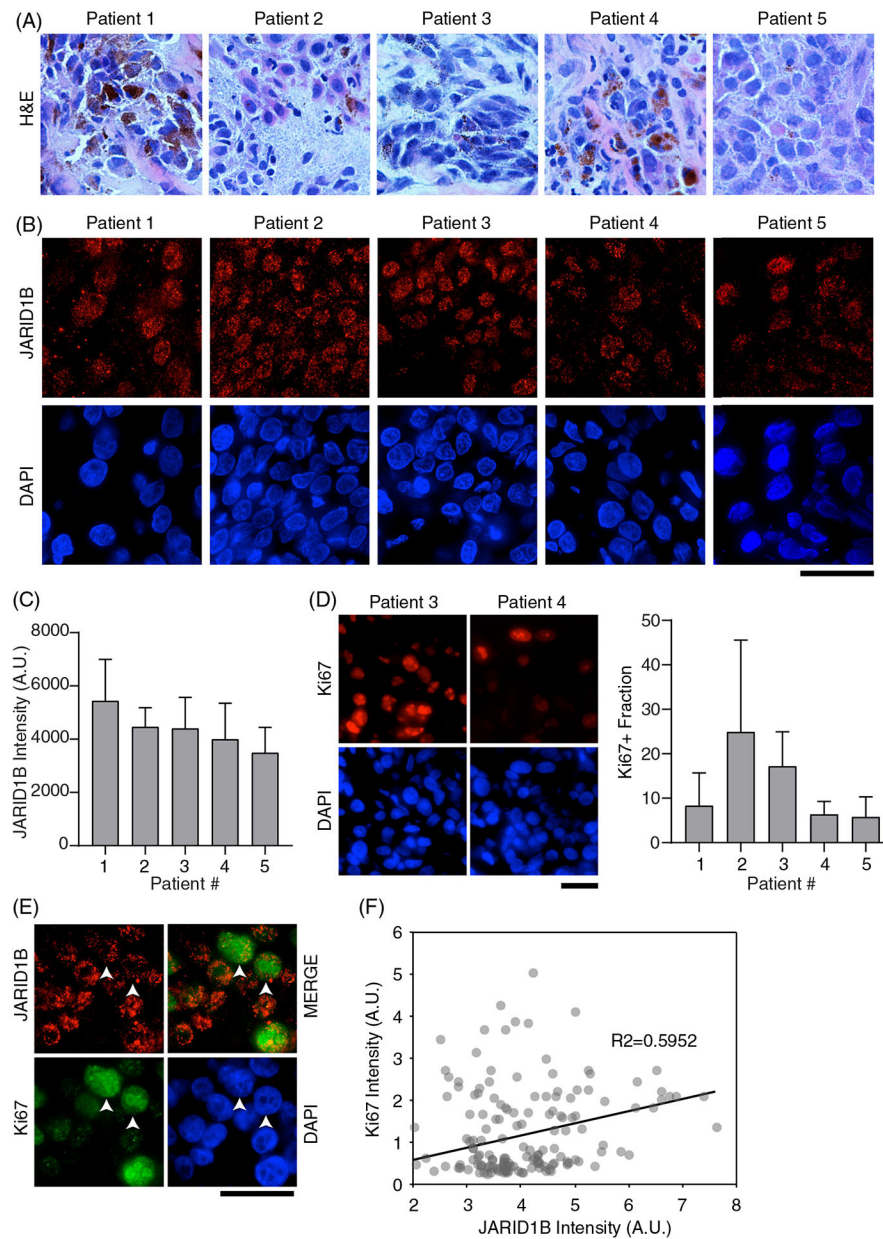 (A)
Patient 1 Patient 2 Patient 3 Patient 4 Patient 5
H&E
(B)
Patient 1 Patient 2 Patient 3 Patient 4 Patient 5
JARID1B
DAPI
(C)
JARID1B Intensity (A.U.)
8000
6000
4000
2000
0
1 2 3 4 5
Patient #
(D)
Patient 3 Patient 4
Ki67
DAPI
Ki67+ Fraction
50
40
30
20
10
0
1 2 3 4 5
Patient #
(E)
JARID1B
MERGE
Ki67
DAPI
(F)
Ki67 Intensity (A.U.)
6
5
4
3
2
1
0
R2=0.5952
2 3 4 5 6 7 8
JARID1B Intensity (A.U.)